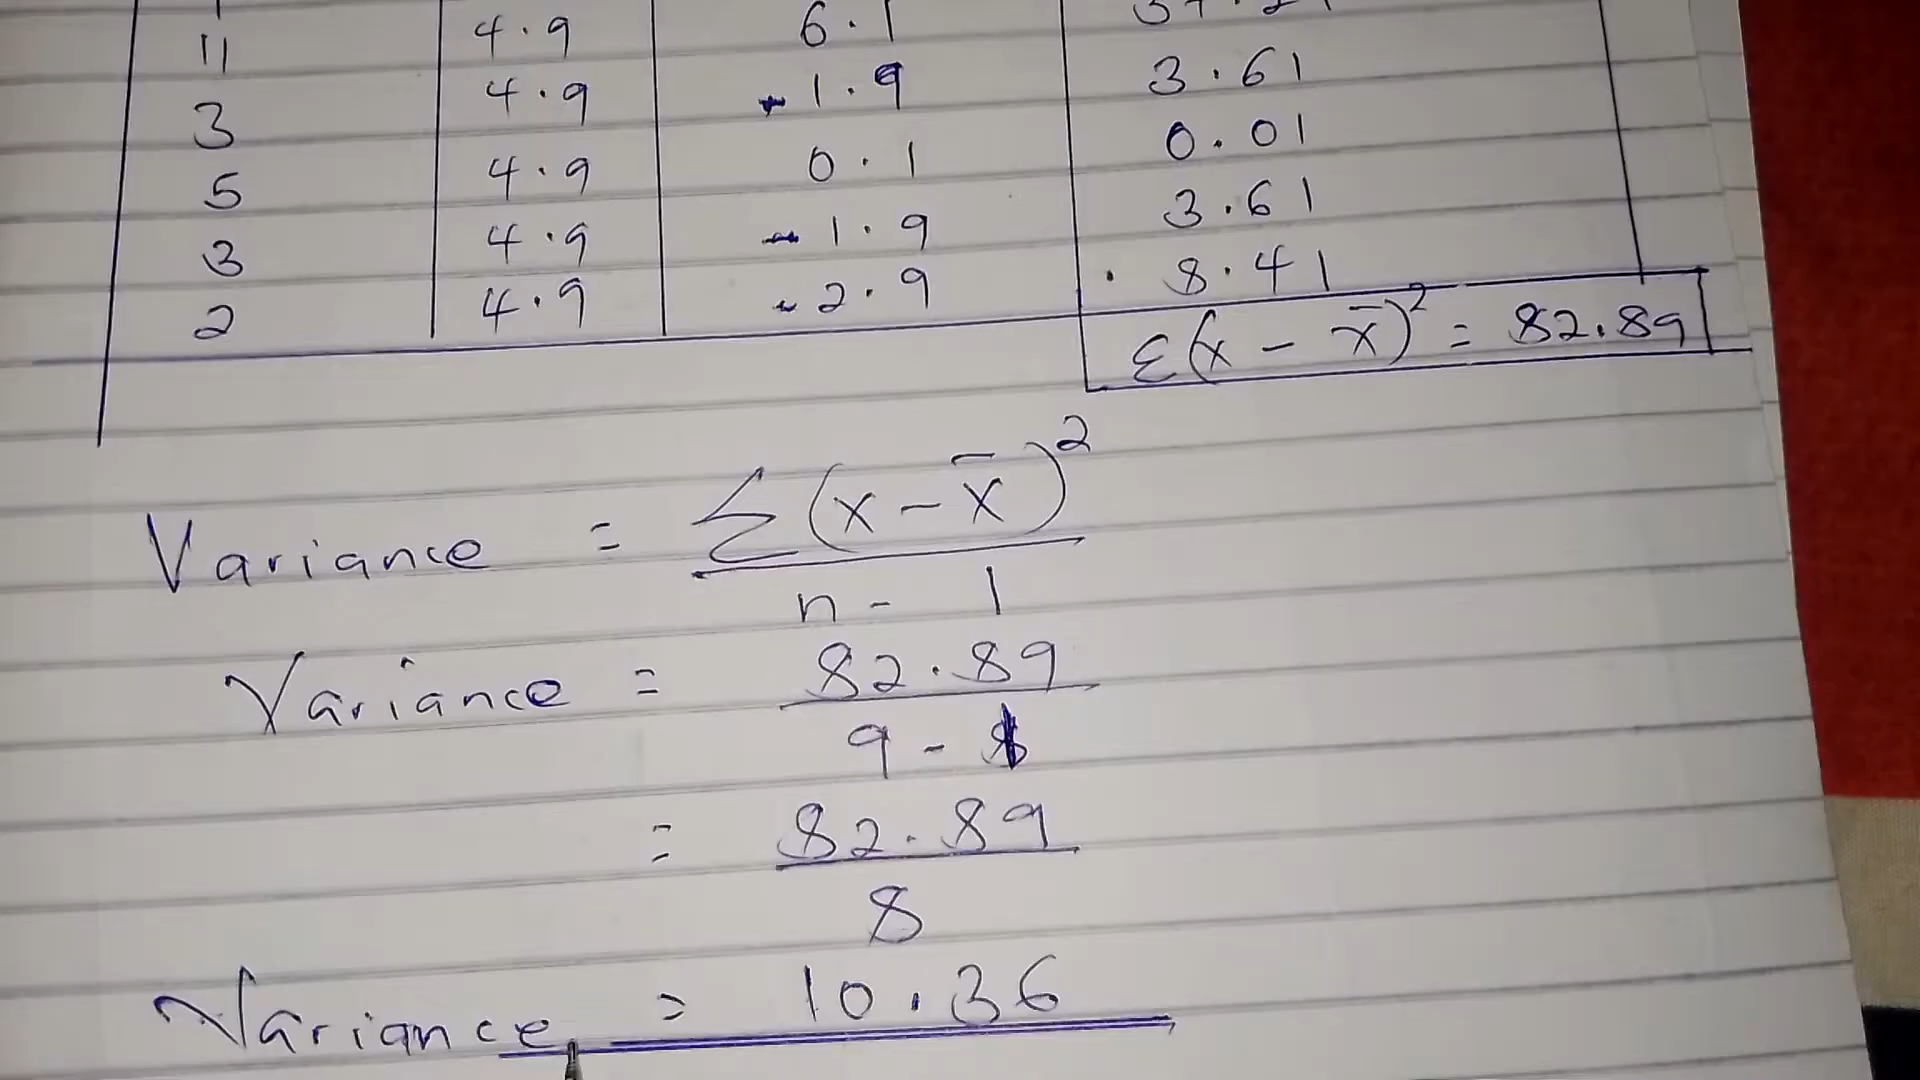 11 4.9 6.1
3 4.9 -1.9 3.61
5 4.9 0.1 0.01
3 4.9 -1.9 3.61
2 4.9 -2.9 8.41
Σ(x - x̄)² = 82.89
Variance = Σ(x - x̄)²
n - 1
Variance = 82.89
9 - 1
= 82.89
8
Variance = 10.36